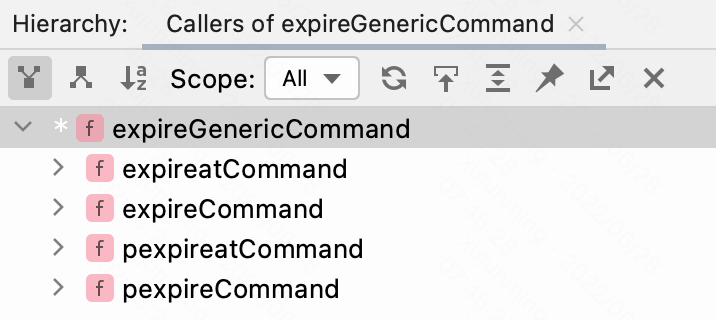 Hierarchy: Callers of expireGenericCommand
Scope: All
* f expireGenericCommand
f expireatCommand
f expireCommand
f pexpireatCommand
f pexpireCommand